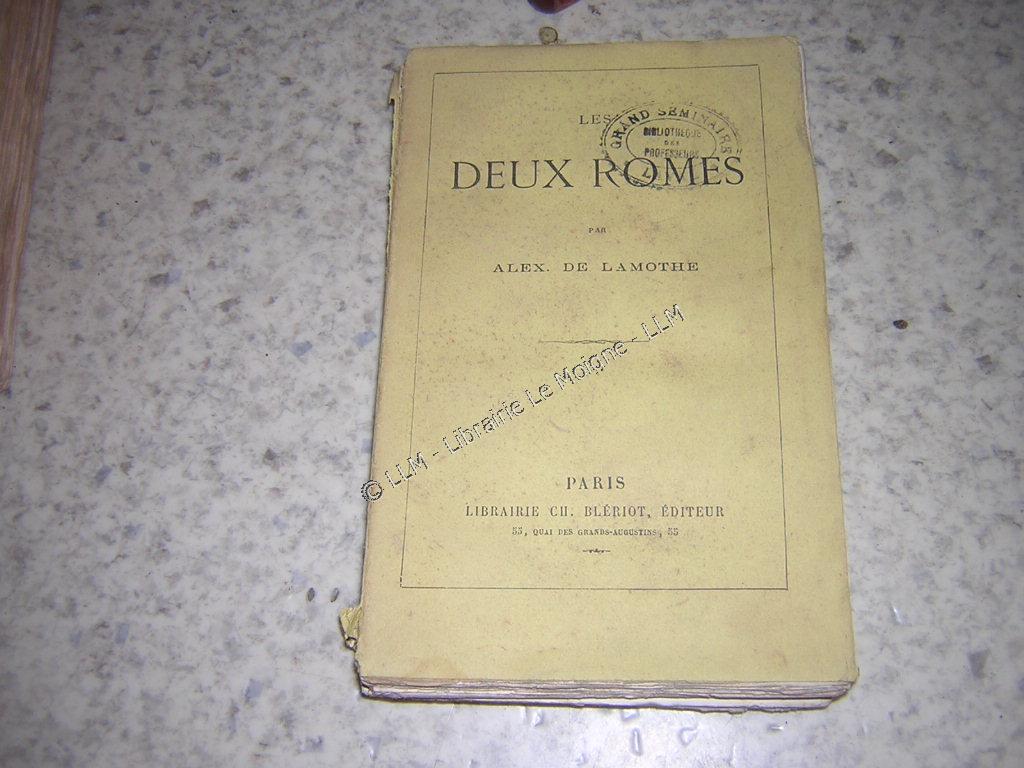 LES
GRAND SEMINAIRE
BIBLIOTHEQUE
DES
PROFESSEURS
DEUX ROMES
PAR
ALEX. DE LAMOTHE
© LLM - Librairie Le Moigne - LLM
PARIS
LIBRAIRIE CH. BLÉRIOT, ÉDITEUR
55, QUAI DES GRANDS-AUGUSTINS, 55